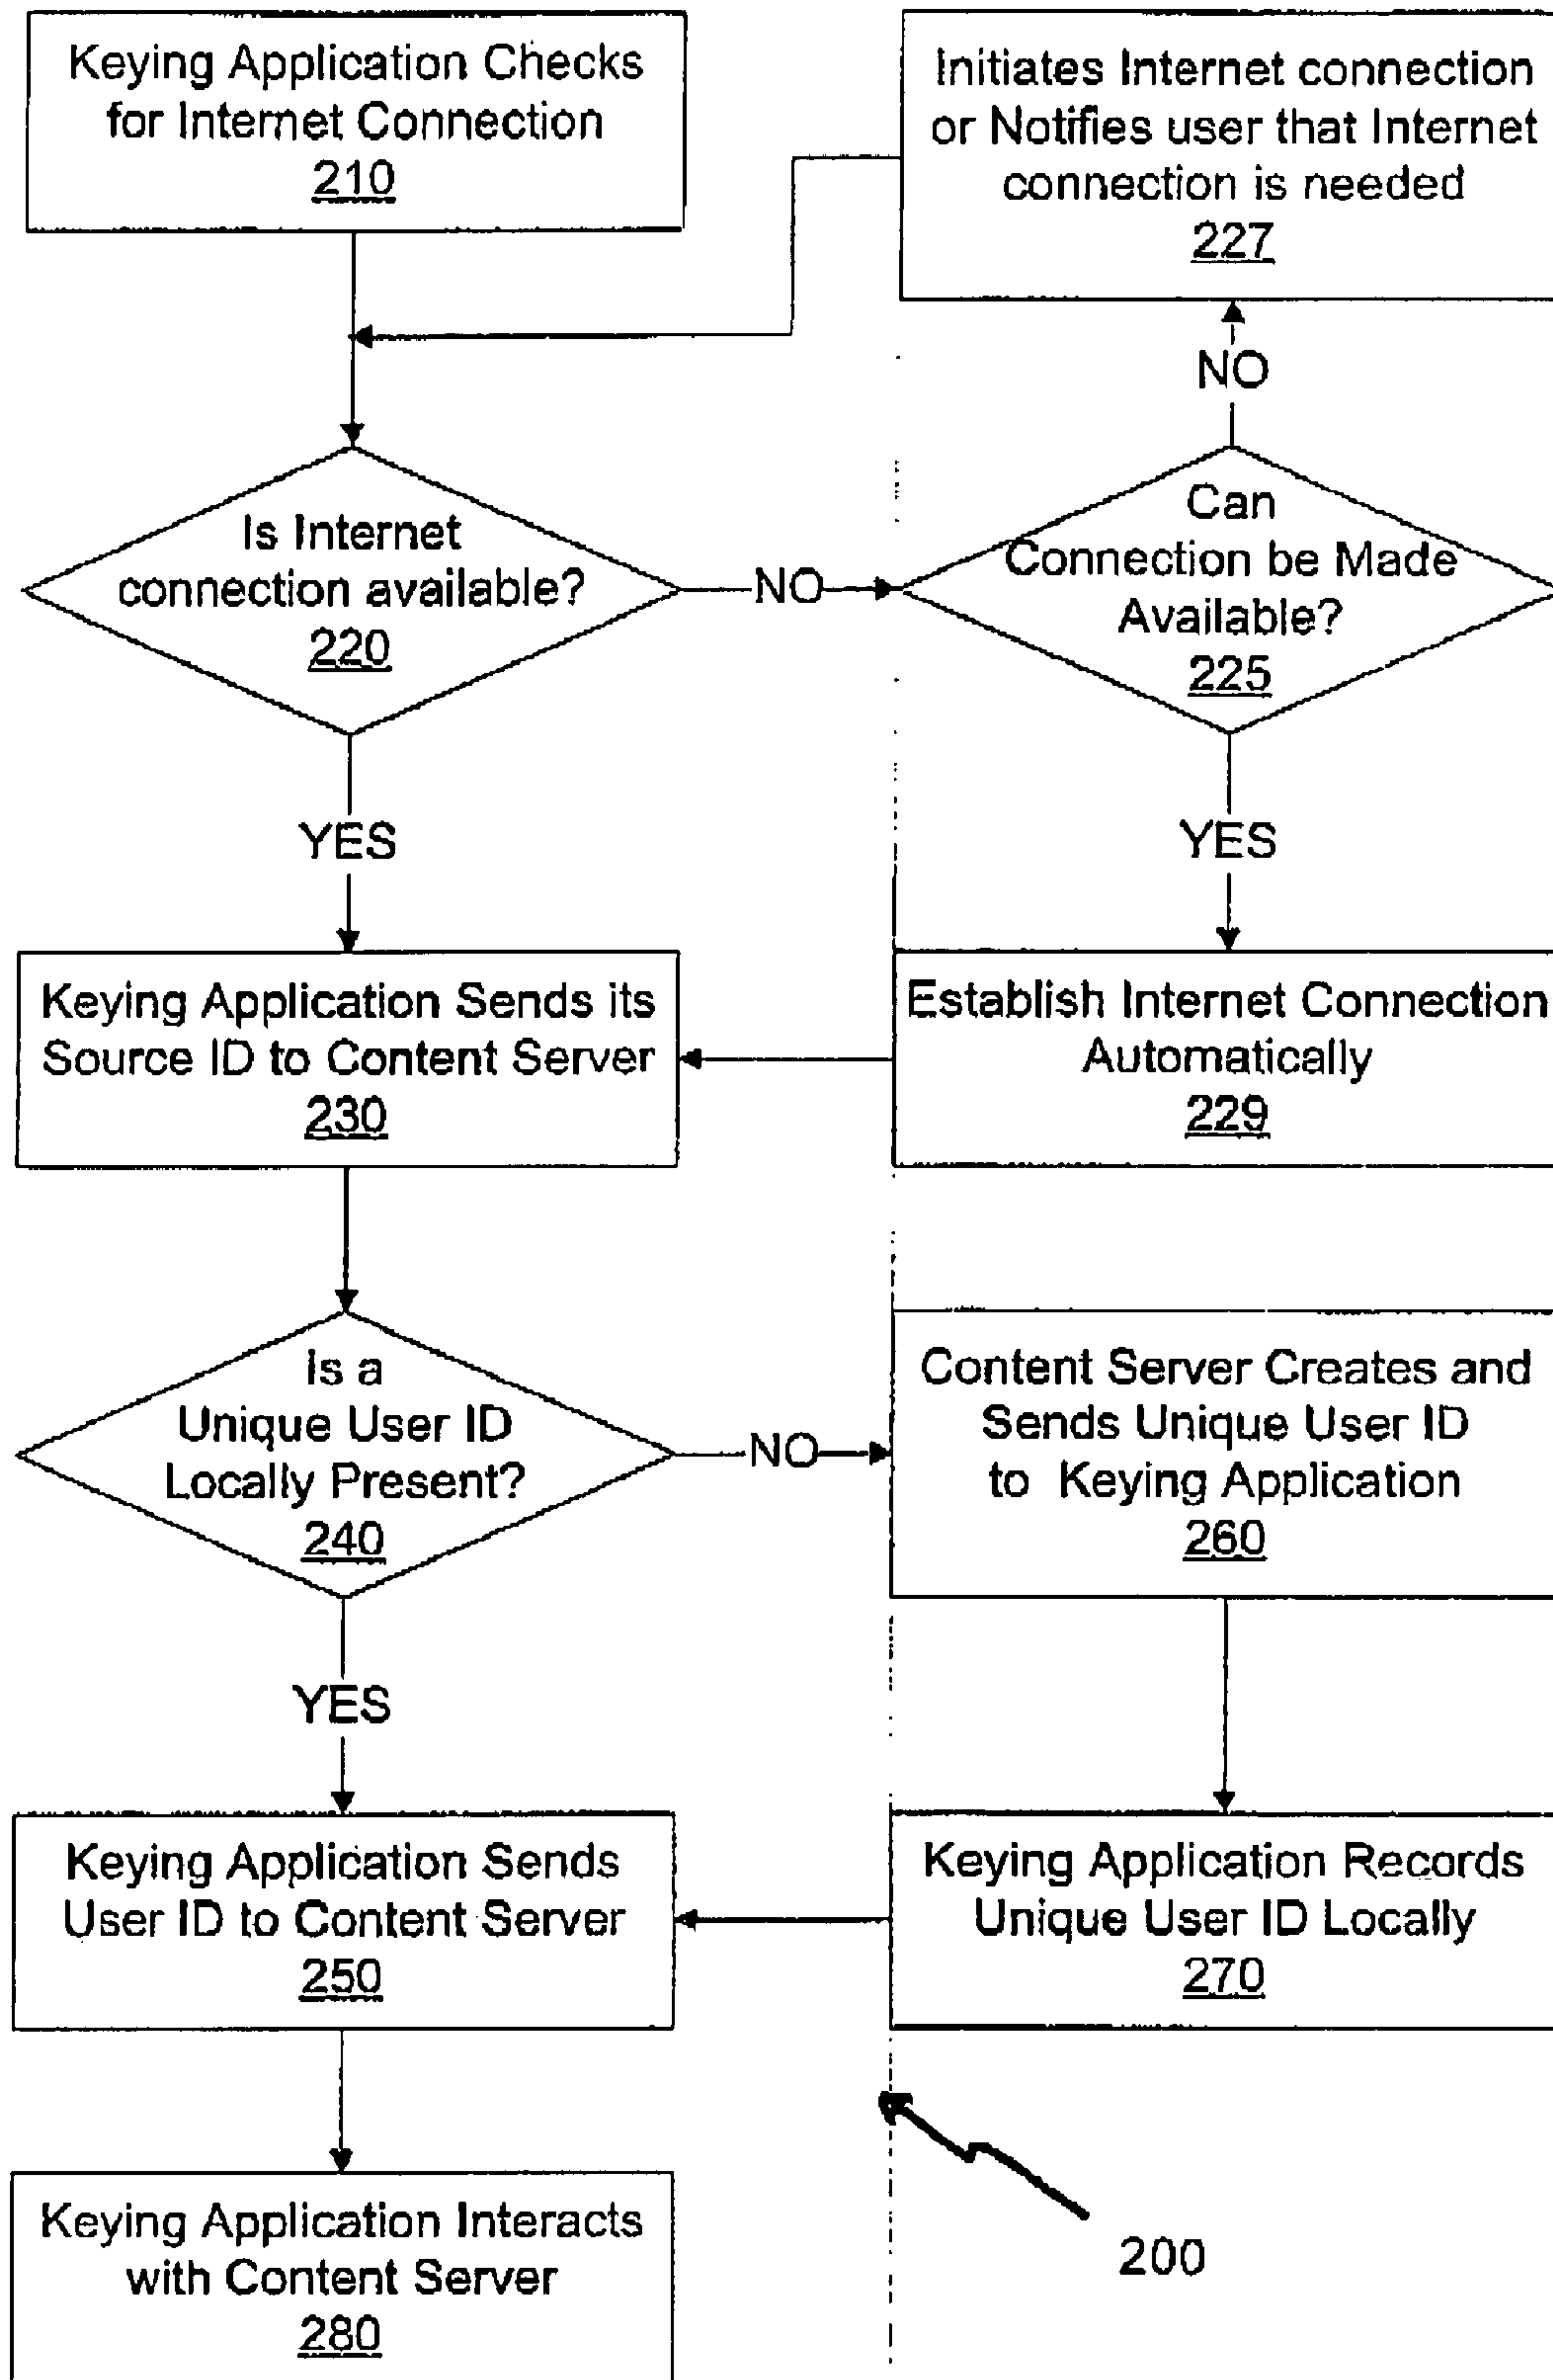 Keying Application Checks
for Internet Connection
210
Initiates Internet connection
or Notifies user that Internet
connection is needed
227
NO
Is Internet
connection available?
220
NO
Can
Connection be Made
Available?
225
YES
YES
Keying Application Sends its
Source ID to Content Server
230
Establish Internet Connection
Automatically
229
Is a
Unique User ID
Locally Present?
240
NO
Content Server Creates and
Sends Unique User ID
to Keying Application
260
YES
Keying Application Sends
User ID to Content Server
250
Keying Application Records
Unique User ID Locally
270
Keying Application Interacts
with Content Server
280
200